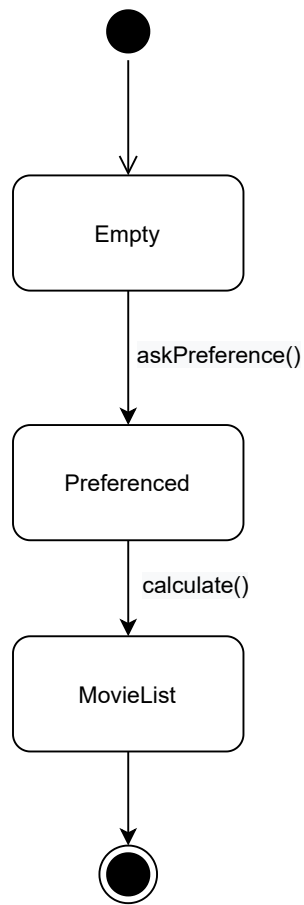 Empty
askPreference()
Preferenced
calculate()
MovieList